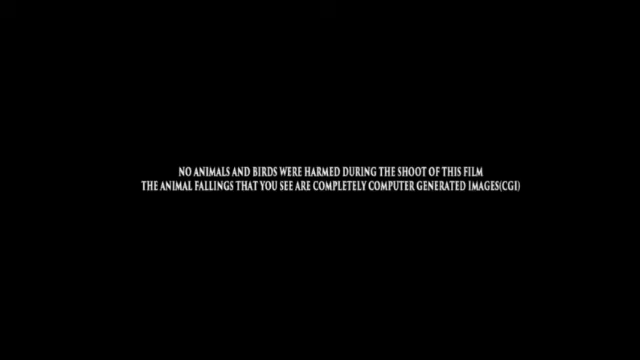 NO ANIMALS AND BIRDS WERE HARMED DURING THE SHOOT OF THIS FILM
THE ANIMAL FALLINGS THAT YOU SEE ARE COMPLETELY COMPUTER GENERATED IMAGES(CGI)